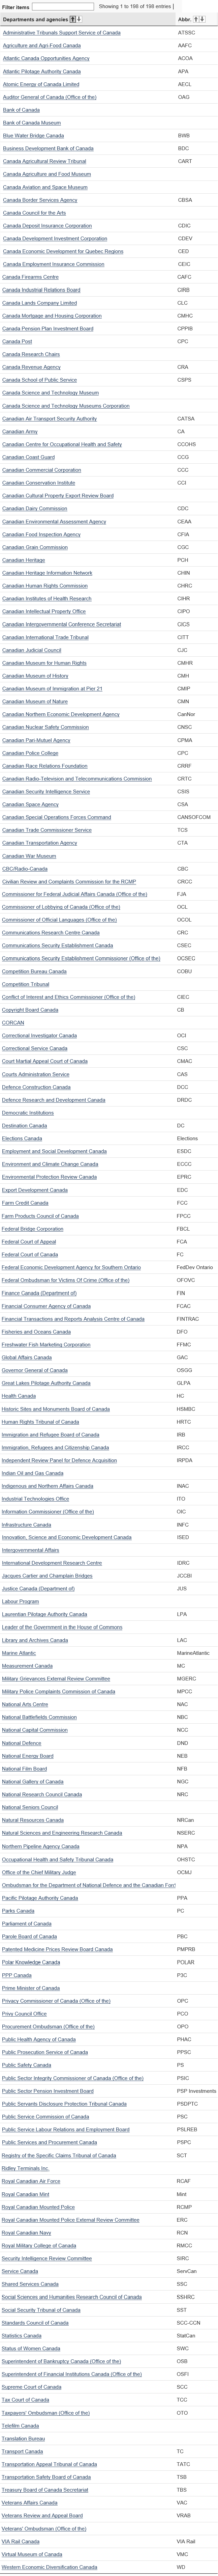 Filter items Showing 1 to 198 of 198 entries
Departments and agencies Abbr.
Administrative Tribunals Support Service of Canada ATSSC
Agriculture and Agri-Food Canada AAFC
Atlantic Canada Opportunities Agency ACOA
Atlantic Pilotage Authority Canada APA
Atomic Energy of Canada Limited AECL
Auditor General of Canada (Office of the) OAG
Bank of Canada
Bank of Canada Museum
Blue Water Bridge Canada BWB
Business Development Bank of Canada BDC
Canada Agricultural Review Tribunal CART
Canada Agriculture and Food Museum
Canada Aviation and Space Museum
Canada Border Services Agency CBSA
Canada Council for the Arts
Canada Deposit Insurance Corporation CDIC
Canada Development Investment Corporation CDEV
Canada Economic Development for Quebec Regions CED
Canada Employment Insurance Commission CEIC
Canada Firearms Centre CAFC
Canada Industrial Relations Board CIRB
Canada Lands Company Limited CLC
Canada Mortgage and Housing Corporation CMHC
Canada Pension Plan Investment Board CPPIB
Canada Post CPC
Canada Research Chairs
Canada Revenue Agency CRA
Canada School of Public Service CSPS
Canada Science and Technology Museum
Canada Science and Technology Museums Corporation
Canadian Air Transport Security Authority CATSA
Canadian Army CA
Canadian Centre for Occupational Health and Safety CCOHS
Canadian Coast Guard CCG
Canadian Commercial Corporation CCC
Canadian Conservation Institute CCI
Canadian Cultural Property Export Review Board
Canadian Dairy Commission CDC
Canadian Environmental Assessment Agency CEAA
Canadian Food Inspection Agency CFIA
Canadian Grain Commission CGC
Canadian Heritage PCH
Canadian Heritage Information Network CHIN
Canadian Human Rights Commission CHRC
Canadian Institutes of Health Research CIHR
Canadian Intellectual Property Office CIPO
Canadian Intergovernmental Conference Secretariat CICS
Canadian International Trade Tribunal CITT
Canadian Judicial Council CJC
Canadian Museum for Human Rights CMHR
Canadian Museum of History CMH
Canadian Museum of Immigration at Pier 21 CMIP
Canadian Museum of Nature CMN
Canadian Northern Economic Development Agency CanNor
Canadian Nuclear Safety Commission CNSC
Canadian Pari-Mutuel Agency CPMA
Canadian Police College CPC
Canadian Race Relations Foundation CRRF
Canadian Radio-Television and Telecommunications Commission CRTC
Canadian Security Intelligence Service CSIS
Canadian Space Agency CSA
Canadian Special Operations Forces Command CANSOFCOM
Canadian Trade Commissioner Service TCS
Canadian Transportation Agency CTA
Canadian War Museum
CBC/Radio-Canada CBC
Civilian Review and Complaints Commission for the RCMP CRCC
Commissioner for Federal Judicial Affairs Canada (Office of the) FJA
Commissioner of Lobbying of Canada (Office of the) OCL
Commissioner of Official Languages (Office of the) OCOL
Communications Research Centre Canada CRC
Communications Security Establishment Canada CSEC
Communications Security Establishment Commissioner (Office of the) OCSEC
Competition Bureau Canada COBU
Competition Tribunal
Conflict of Interest and Ethics Commissioner (Office of the) CIEC
Copyright Board Canada CB
CORCAN
Correctional Investigator Canada OCI
Correctional Service Canada CSC
Court Martial Appeal Court of Canada CMAC
Courts Administration Service CAS
Defence Construction Canada DCC
Defence Research and Development Canada DRDC
Democratic Institutions
Destination Canada DC
Elections Canada Elections
Employment and Social Development Canada ESDC
Environment and Climate Change Canada ECCC
Environmental Protection Review Canada EPRC
Export Development Canada EDC
Farm Credit Canada FCC
Farm Products Council of Canada FPCC
Federal Bridge Corporation FBCL
Federal Court of Appeal FCA
Federal Court of Canada FC
Federal Economic Development Agency for Southern Ontario FedDev Ontario
Federal Ombudsman for Victims Of Crime (Office of the) OFOVC
Finance Canada (Department of) FIN
Financial Consumer Agency of Canada FCAC
Financial Transactions and Reports Analysis Centre of Canada FINTRAC
Fisheries and Oceans Canada DFO
Freshwater Fish Marketing Corporation FFMC
Global Affairs Canada GAC
Governor General of Canada OSGG
Great Lakes Pilotage Authority Canada GLPA
Health Canada HC
Historic Sites and Monuments Board of Canada HSMBC
Human Rights Tribunal of Canada HRTC
Immigration and Refugee Board of Canada IRB
Immigration, Refugees and Citizenship Canada IRCC
Independent Review Panel for Defence Acquisition IRPDA
Indian Oil and Gas Canada
Indigenous and Northern Affairs Canada INAC
Industrial Technologies Office ITO
Information Commissioner (Office of the) OIC
Infrastructure Canada INFC
Innovation, Science and Economic Development Canada ISED
Intergovernmental Affairs
International Development Research Centre IDRC
Jacques Cartier and Champlain Bridges JCCBI
Justice Canada (Department of) JUS
Labour Program
Laurentian Pilotage Authority Canada LPA
Leader of the Government in the House of Commons
Library and Archives Canada LAC
Marine Atlantic MarineAtlantic
Measurement Canada MC
Military Grievances External Review Committee MGERC
Military Police Complaints Commission of Canada MPCC
National Arts Centre NAC
National Battlefields Commission NBC
National Capital Commission NCC
National Defence DND
National Energy Board NEB
National Film Board NFB
National Gallery of Canada NGC
National Research Council Canada NRC
National Seniors Council
Natural Resources Canada NRCan
Natural Sciences and Engineering Research Canada NSERC
Northern Pipeline Agency Canada NPA
Occupational Health and Safety Tribunal Canada OHSTC
Office of the Chief Military Judge OCMJ
Ombudsman for the Department of National Defence and the Canadian Forces
Pacific Pilotage Authority Canada PPA
Parks Canada PC
Parliament of Canada
Parole Board of Canada PBC
Patented Medicine Prices Review Board Canada PMPRB
Polar Knowledge Canada POLAR
PPP Canada P3C
Prime Minister of Canada
Privacy Commissioner of Canada (Office of the) OPC
Privy Council Office PCO
Procurement Ombudsman (Office of the) OPO
Public Health Agency of Canada PHAC
Public Prosecution Service of Canada PPSC
Public Safety Canada PS
Public Sector Integrity Commissioner of Canada (Office of the) PSIC
Public Sector Pension Investment Board PSP Investments
Public Servants Disclosure Protection Tribunal Canada PSDPTC
Public Service Commission of Canada PSC
Public Service Labour Relations and Employment Board PSLREB
Public Services and Procurement Canada PSPC
Registry of the Specific Claims Tribunal of Canada SCT
Ridley Terminals Inc.
Royal Canadian Air Force RCAF
Royal Canadian Mint Mint
Royal Canadian Mounted Police RCMP
Royal Canadian Mounted Police External Review Committee ERC
Royal Canadian Navy RCN
Royal Military College of Canada RMCC
Security Intelligence Review Committee SIRC
Service Canada ServCan
Shared Services Canada SSC
Social Sciences and Humanities Research Council of Canada SSHRC
Social Security Tribunal of Canada SST
Standards Council of Canada SCC-CCN
Statistics Canada StatCan
Status of Women Canada SWC
Superintendent of Bankruptcy Canada (Office of the) OSB
Superintendent of Financial Institutions Canada (Office of the) OSFI
Supreme Court of Canada SCC
Tax Court of Canada TCC
Taxpayers' Ombudsman (Office of the) OTO
Telefilm Canada
Translation Bureau
Transport Canada TC
Transportation Appeal Tribunal of Canada TATC
Transportation Safety Board of Canada TSB
Treasury Board of Canada Secretariat TBS
Veterans Affairs Canada VAC
Veterans Review and Appeal Board VRAB
Veterans' Ombudsman (Office of the)
VIA Rail Canada VIA Rail
Virtual Museum of Canada VMC
Western Economic Diversification Canada WD